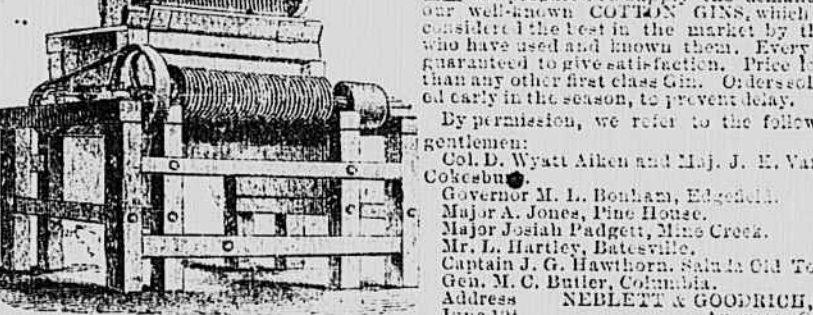 our well-known COTTON GINS, which
considered the best in the market by
who have used and known them. Every
guaranteed to give satisfaction. Price
than any other first class Gin. Orders
ed early in the season, to prevent delay.
By permission, we refer to the
gentlemen:
Col. D. Wyatt Aiken and Maj. J. E.
Cokesbury.
Governor M. L. Bonham, Edgefield.
Major A. Jones, Pine House.
Major Josiah Padgett, Mine Creek.
Mr. L. Hartley, Batesville.
Captain J. G. Hawthorn. Saluda Old
Gen. M. C. Butler, Columbia.
Address NEBLETT & GOODRICH,